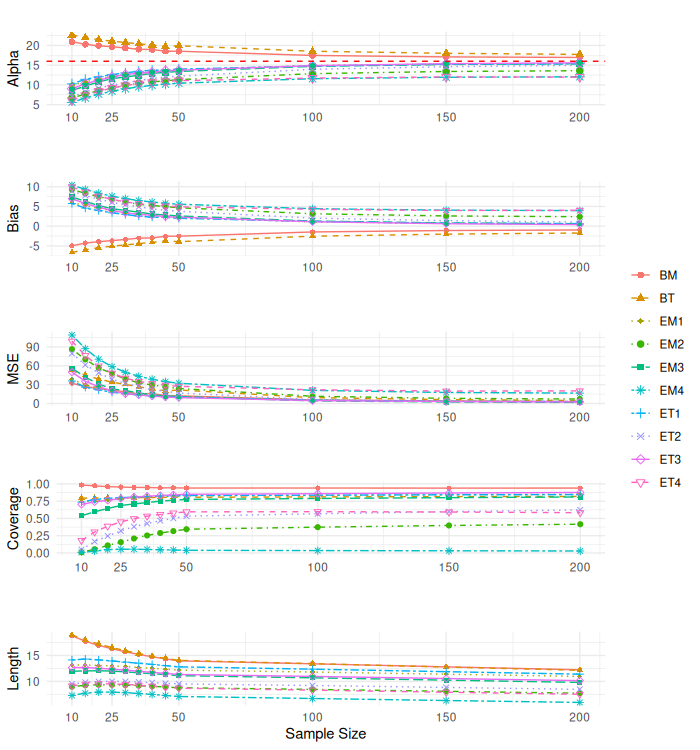 Alpha
20
15
10
5
10 25 50 100 150 200
Bias
10
5
0
-5
10 25 50 100 150 200
MSE
90
60
30
0
10 25 50 100 150 200
Coverage
1.00
0.75
0.50
0.25
0.00
10 25 50 100 150 200
Length
15
10
10 25 50 100 150 200
Sample Size
BM
BT
EM1
EM2
EM3
EM4
ET1
ET2
ET3
ET4